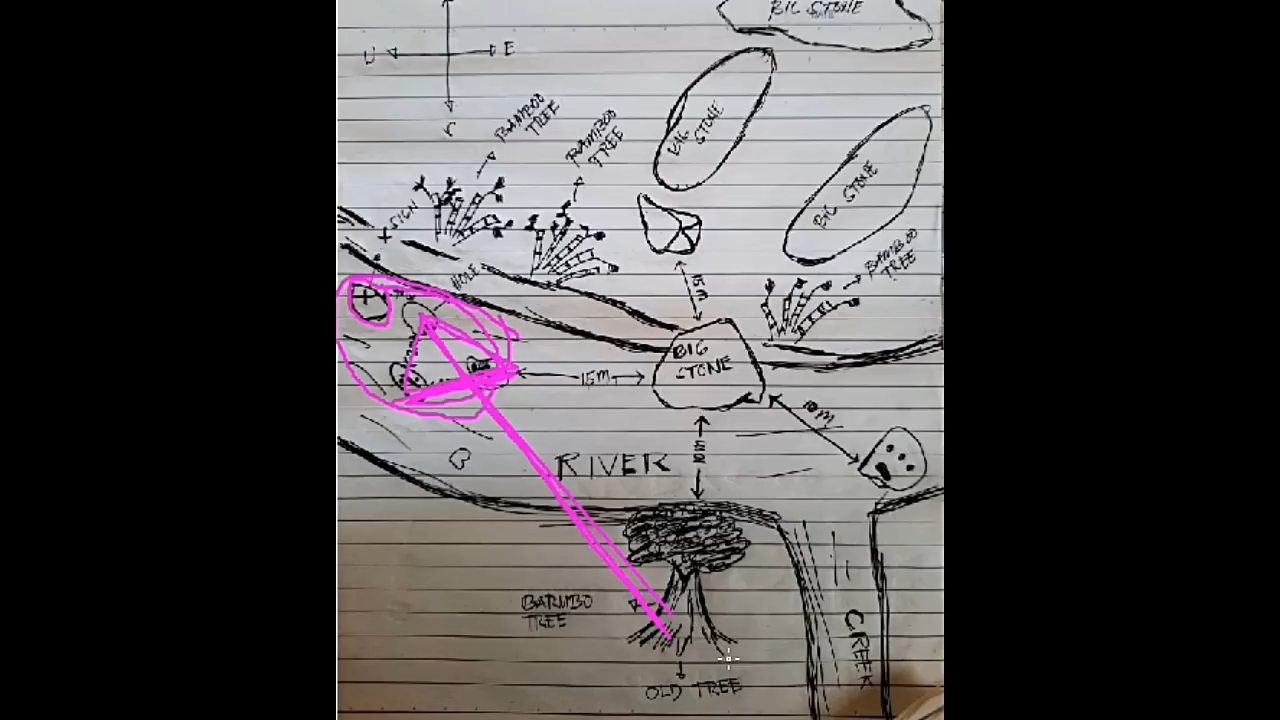 BIG STONE
E
BAMBOO
TREE
BAMBOO
TREE
BIG
STONE
BIG STONE
SIGN
BAMBOO
TREE
HOLE
15M
BIG
STONE
15M
10M
RIVER
BAMBO
TREE
CREEK
OLD TREE